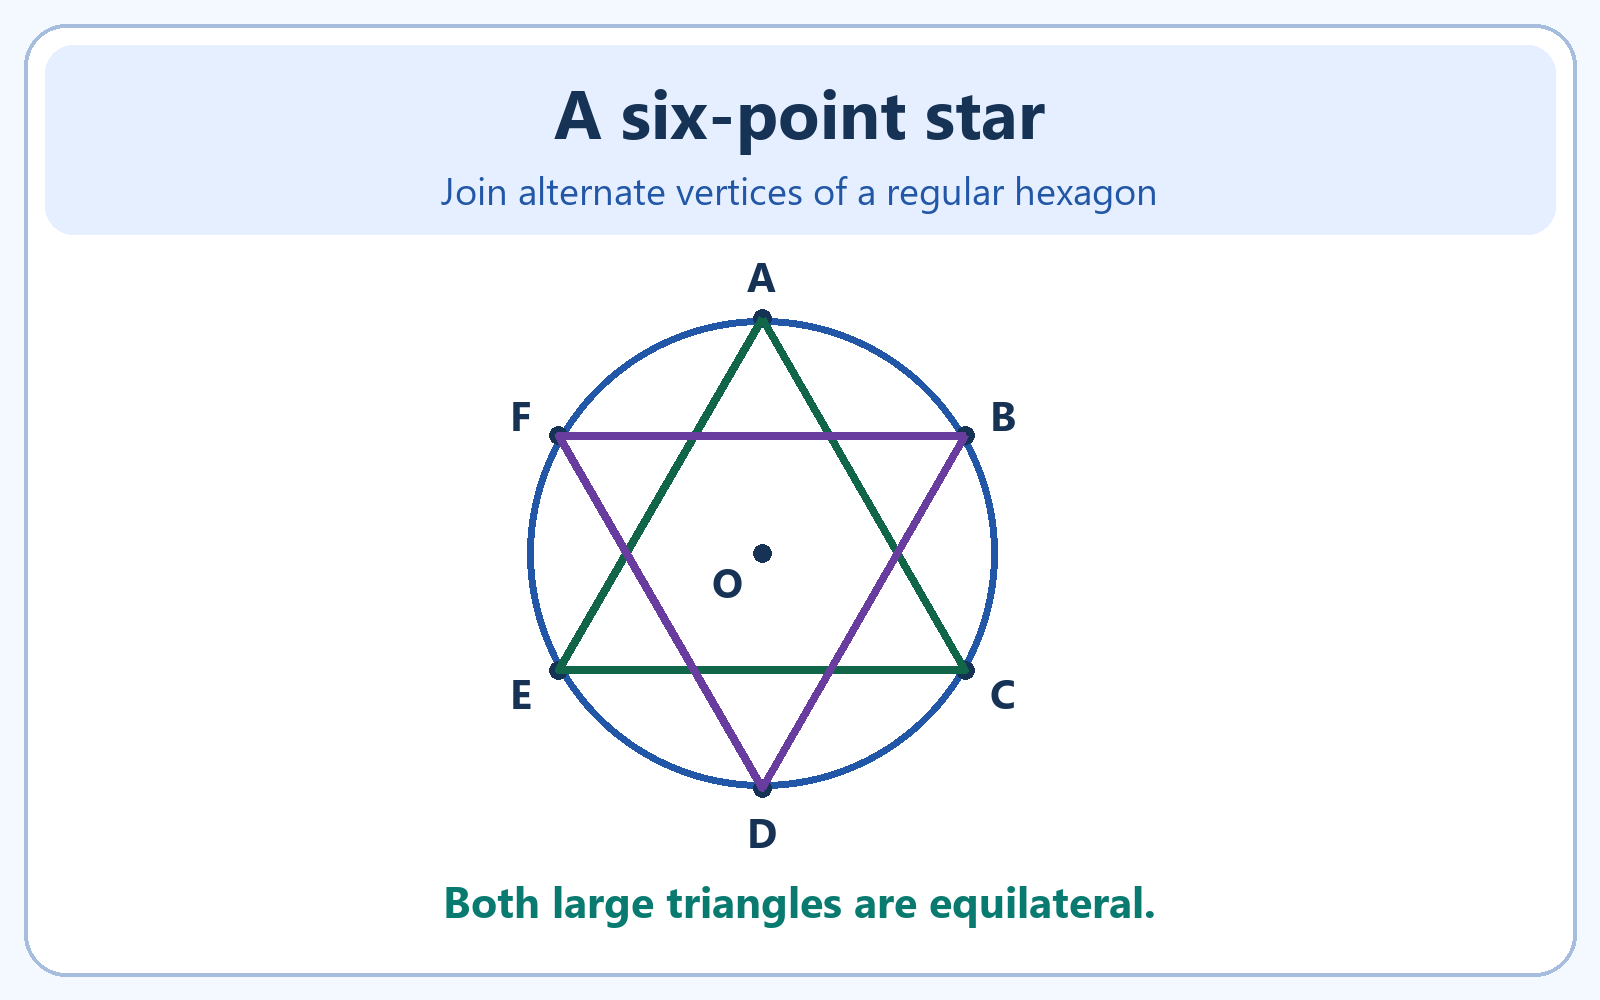 A six-point star
Join alternate vertices of a regular hexagon
A
F
B
O
E
C
D
Both large triangles are equilateral.